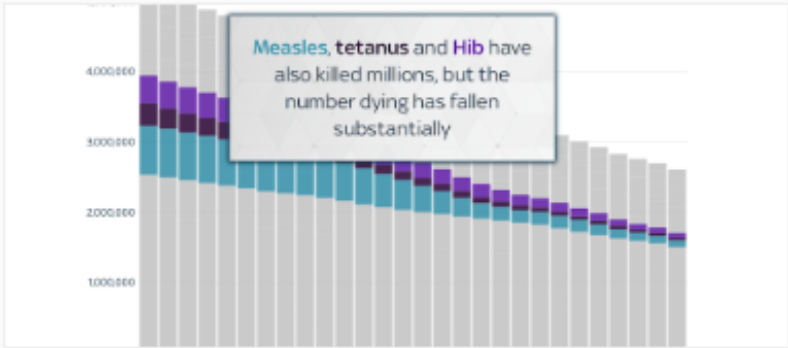 Measles, tetanus and Hib have
also killed millions, but the
number dying has fallen
substantially
4,000,000
3,000,000
2,000,000
1,000,000